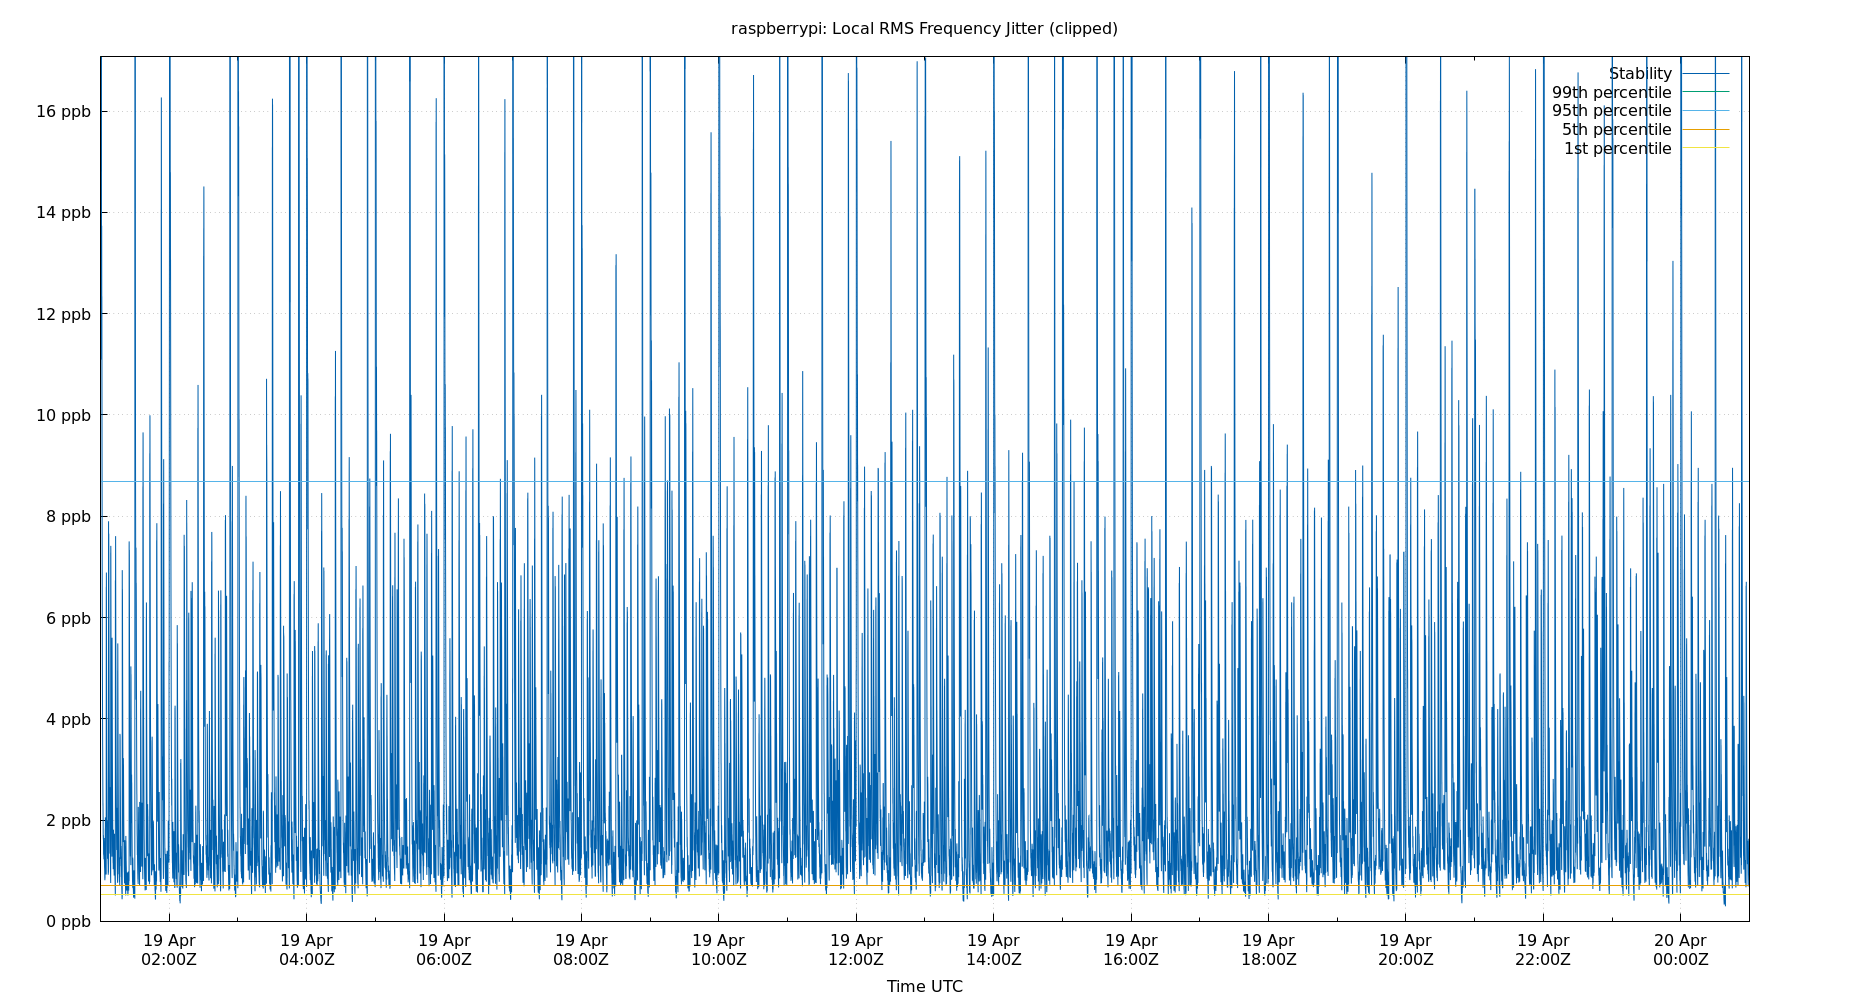 raspberrypi: Local RMS Frequency Jitter (clipped)
Stability
99th percentile
95th percentile
5th percentile
1st percentile
16 ppb
14 ppb
12 ppb
10 ppb
8 ppb
6 ppb
4 ppb
2 ppb
0 ppb
19 Apr 19 Apr 19 Apr 19 Apr 19 Apr 19 Apr 19 Apr 19 Apr 19 Apr 19 Apr 19 Apr 20 Apr
02:00Z 04:00Z 06:00Z 08:00Z 10:00Z 12:00Z 14:00Z 16:00Z 18:00Z 20:00Z 22:00Z 00:00Z
Time UTC